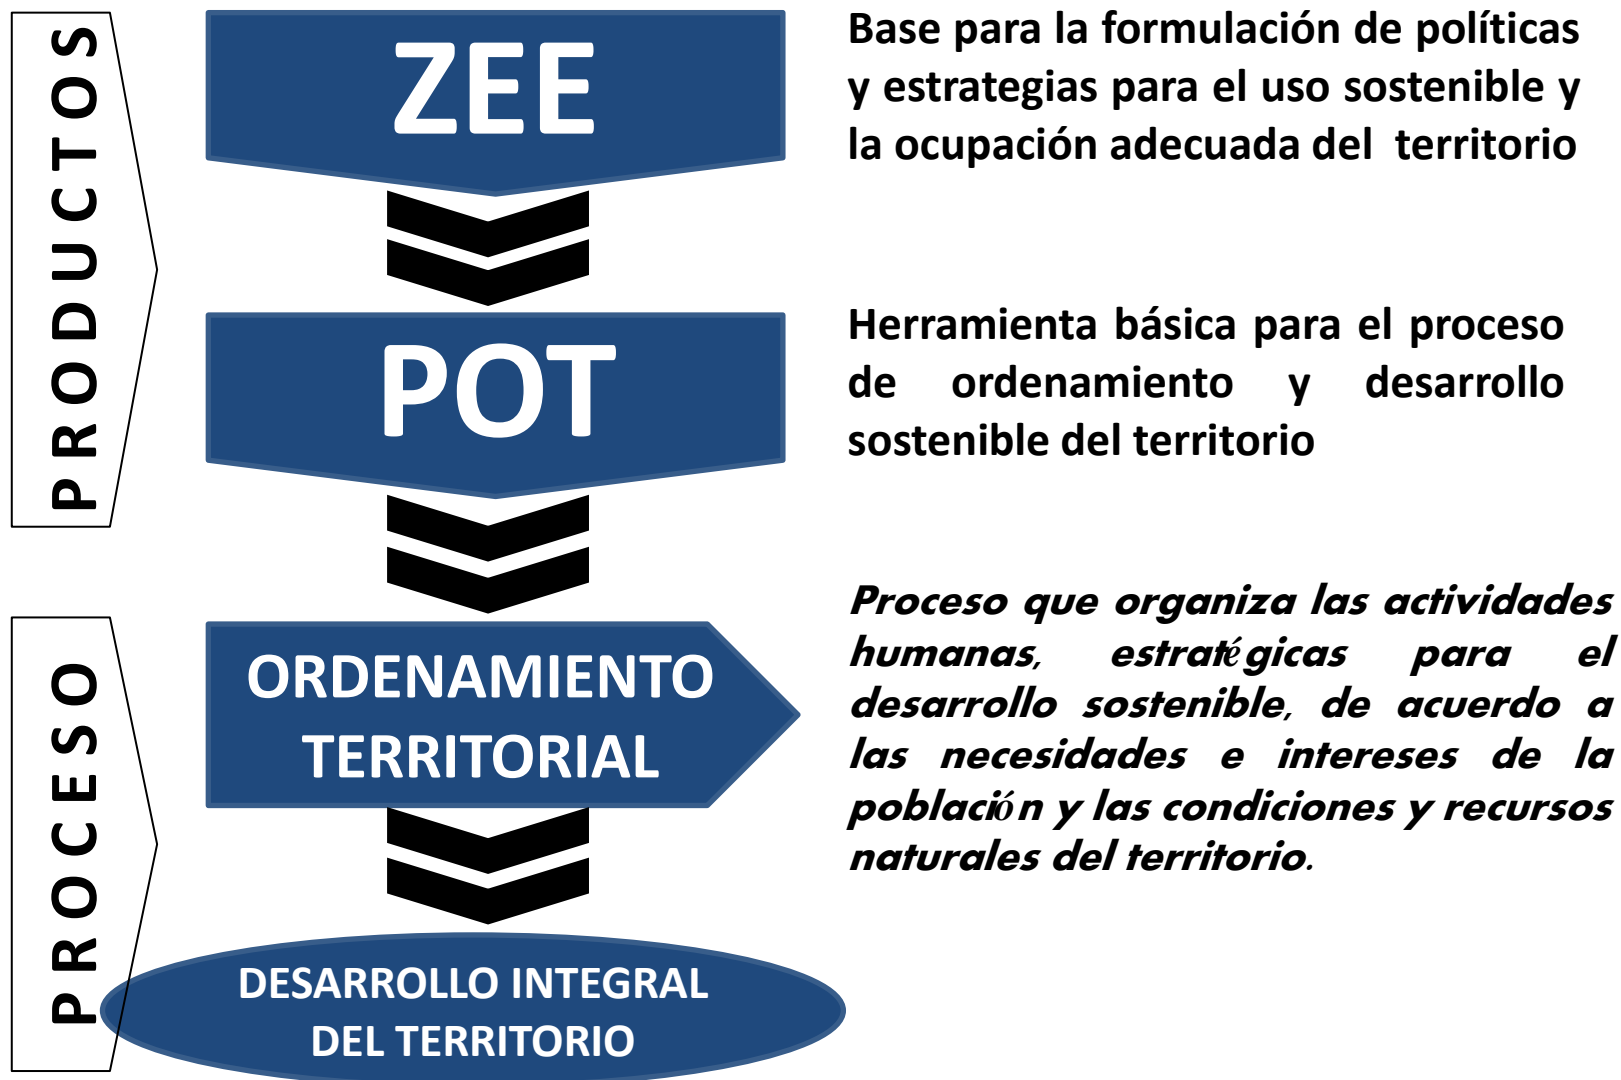 PRODUCTOS
ZEE
Base para la formulación de políticas
y estrategias para el uso sostenible y
la ocupación adecuada del territorio
POT
Herramienta básica para el proceso
de ordenamiento y desarrollo
sostenible del territorio
PROCESO
ORDENAMIENTO
TERRITORIAL
Proceso que organiza las actividades
humanas, estratégicas para el
desarrollo sostenible, de acuerdo a
las necesidades e intereses de la
población y las condiciones y recursos
naturales del territorio.
DESARROLLO INTEGRAL
DEL TERRITORIO